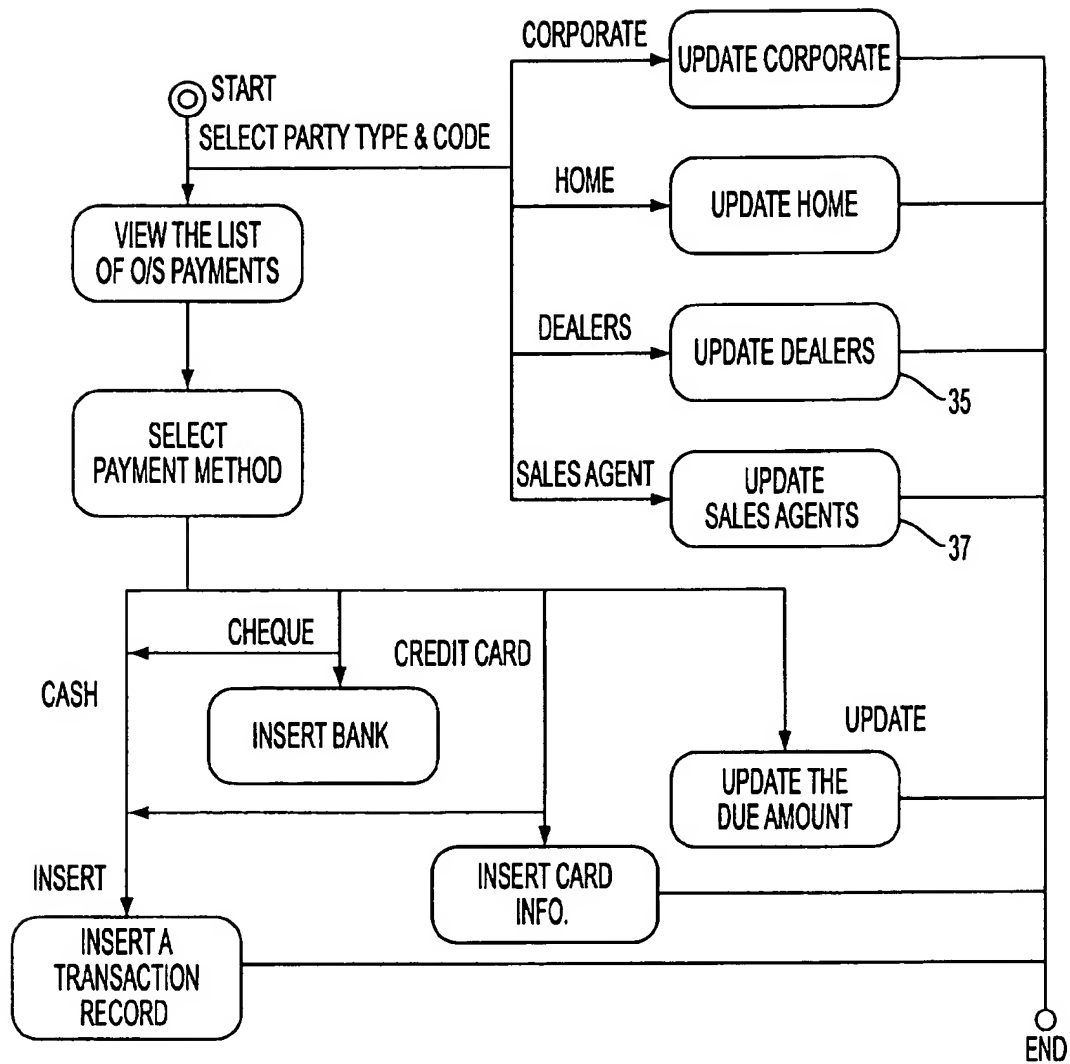 START
SELECT PARTY TYPE & CODE
VIEW THE LIST
OF O/S PAYMENTS
SELECT
PAYMENT METHOD
CORPORATE
UPDATE CORPORATE
HOME
UPDATE HOME
DEALERS
UPDATE DEALERS
35
SALES AGENT
UPDATE
SALES AGENTS
37
CHEQUE
CREDIT CARD
CASH
INSERT BANK
UPDATE
UPDATE THE
DUE AMOUNT
INSERT CARD
INFO.
INSERT
INSERT A
TRANSACTION
RECORD
END